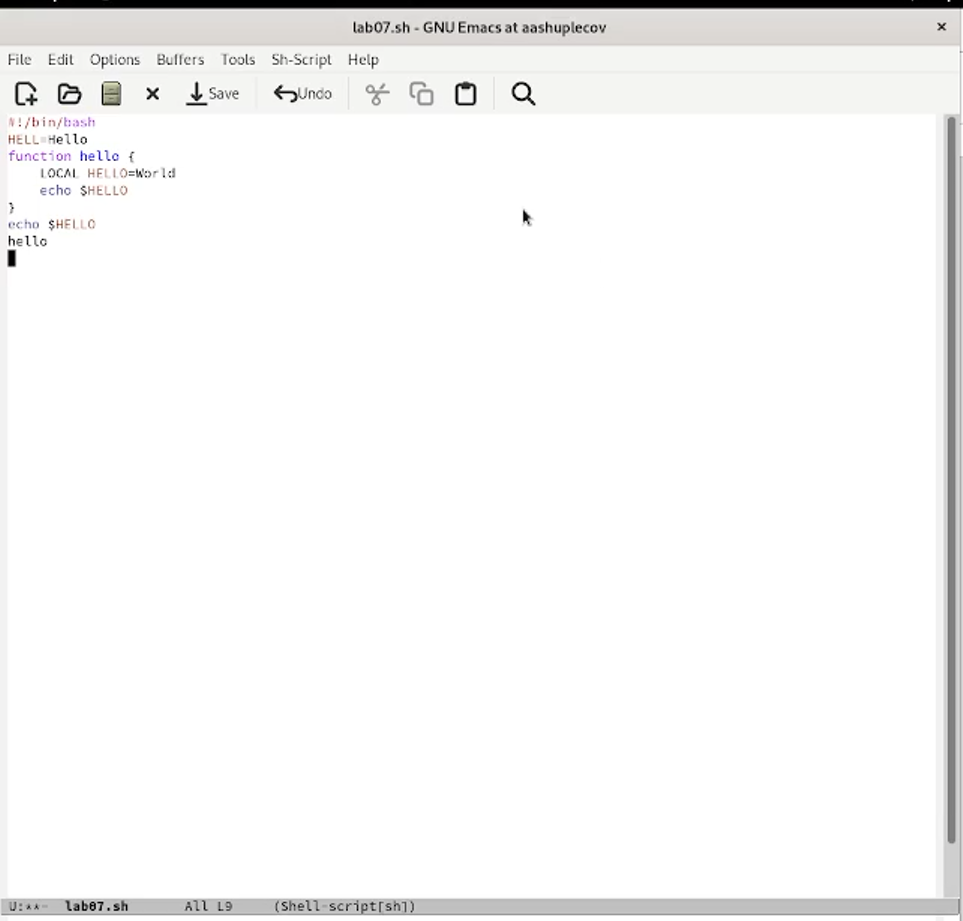 lab07.sh - GNU Emacs at aashuplecov
File Edit Options Buffers Tools Sh-Script Help
Save Undo
#!/bin/bash
HELL=Hello
function hello {
    LOCAL HELLO=World
    echo $HELLO
}
echo $HELLO
hello
U:**- lab07.sh All L9 (Shell-script[sh])